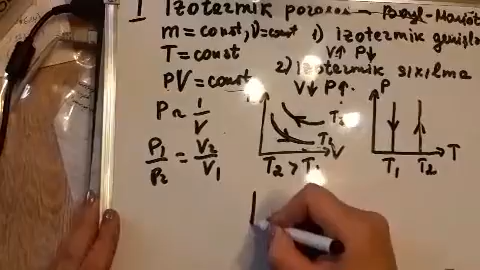 I Izotermik proses – Boyl-Mariott
m = const, ν = const 1) izotermik genişlə
T = const V↑ P↓
PV = const 2) Izotermik sıxılma
V↓ P↑
P ~ 1/V
P₁/P₂ = V₂/V₁
T₂
T₁
V
T₂ > T₁
P
T₁ T₂ T